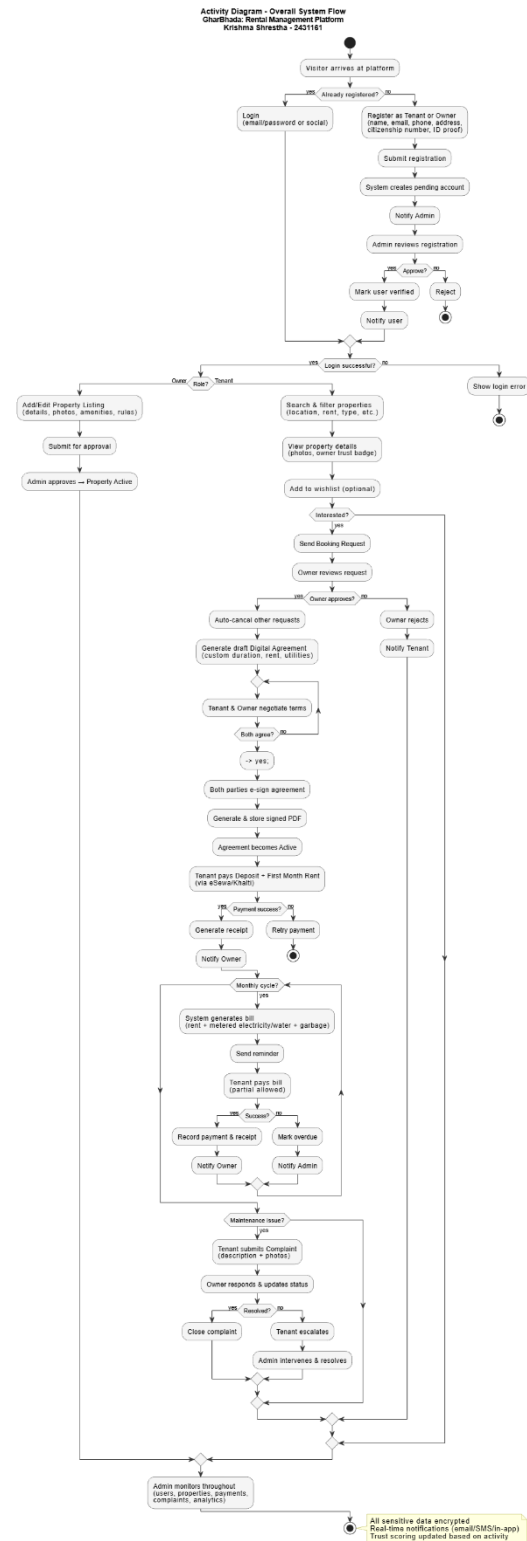 Activity Diagram - Overall System Flow
GharBhada: Rental Management Platform
Krishma Shrestha - 2431161
Visitor arrives at platform
yes
Already registered?
no
Login
(email/password or social)
Register as Tenant or Owner
(name, email, phone, address,
citizenship number, ID proof)
Submit registration
System creates pending account
Notify Admin
Admin reviews registration
yes
Approve?
no
Mark user verified
Reject
Notify user
yes
Login successful?
no
Owner
Role?
Tenant
Show login error
Add/Edit Property Listing
(details, photos, amenities, rules)
Search & filter properties
(location, rent, type, etc.)
Submit for approval
View property details
(photos, owner trust badge)
Admin approves → Property Active
Add to wishlist (optional)
Interested?
yes
Send Booking Request
Owner reviews request
yes
Owner approves?
no
Auto-cancel other requests
Owner rejects
Generate draft Digital Agreement
(custom duration, rent, utilities)
Notify Tenant
Tenant & Owner negotiate terms
Both agree?
no
-> yes;
Both parties e-sign agreement
Generate & store signed PDF
Agreement becomes Active
Tenant pays Deposit + First Month Rent
(via eSewa/Khalti)
yes
Payment success?
no
Generate receipt
Retry payment
Notify Owner
Monthly cycle?
yes
System generates bill
(rent + metered electricity/water + garbage)
Send reminder
Tenant pays bill
(partial allowed)
yes
Success?
no
Record payment & receipt
Mark overdue
Notify Owner
Notify Admin
Maintenance issue?
yes
Tenant submits Complaint
(description + photos)
Owner responds & updates status
yes
Resolved?
no
Close complaint
Tenant escalates
Admin intervenes & resolves
Admin monitors throughout
(users, properties, payments,
complaints, analytics)
All sensitive data encrypted
Real-time notifications (email/SMS/in-app)
Trust scoring updated based on activity